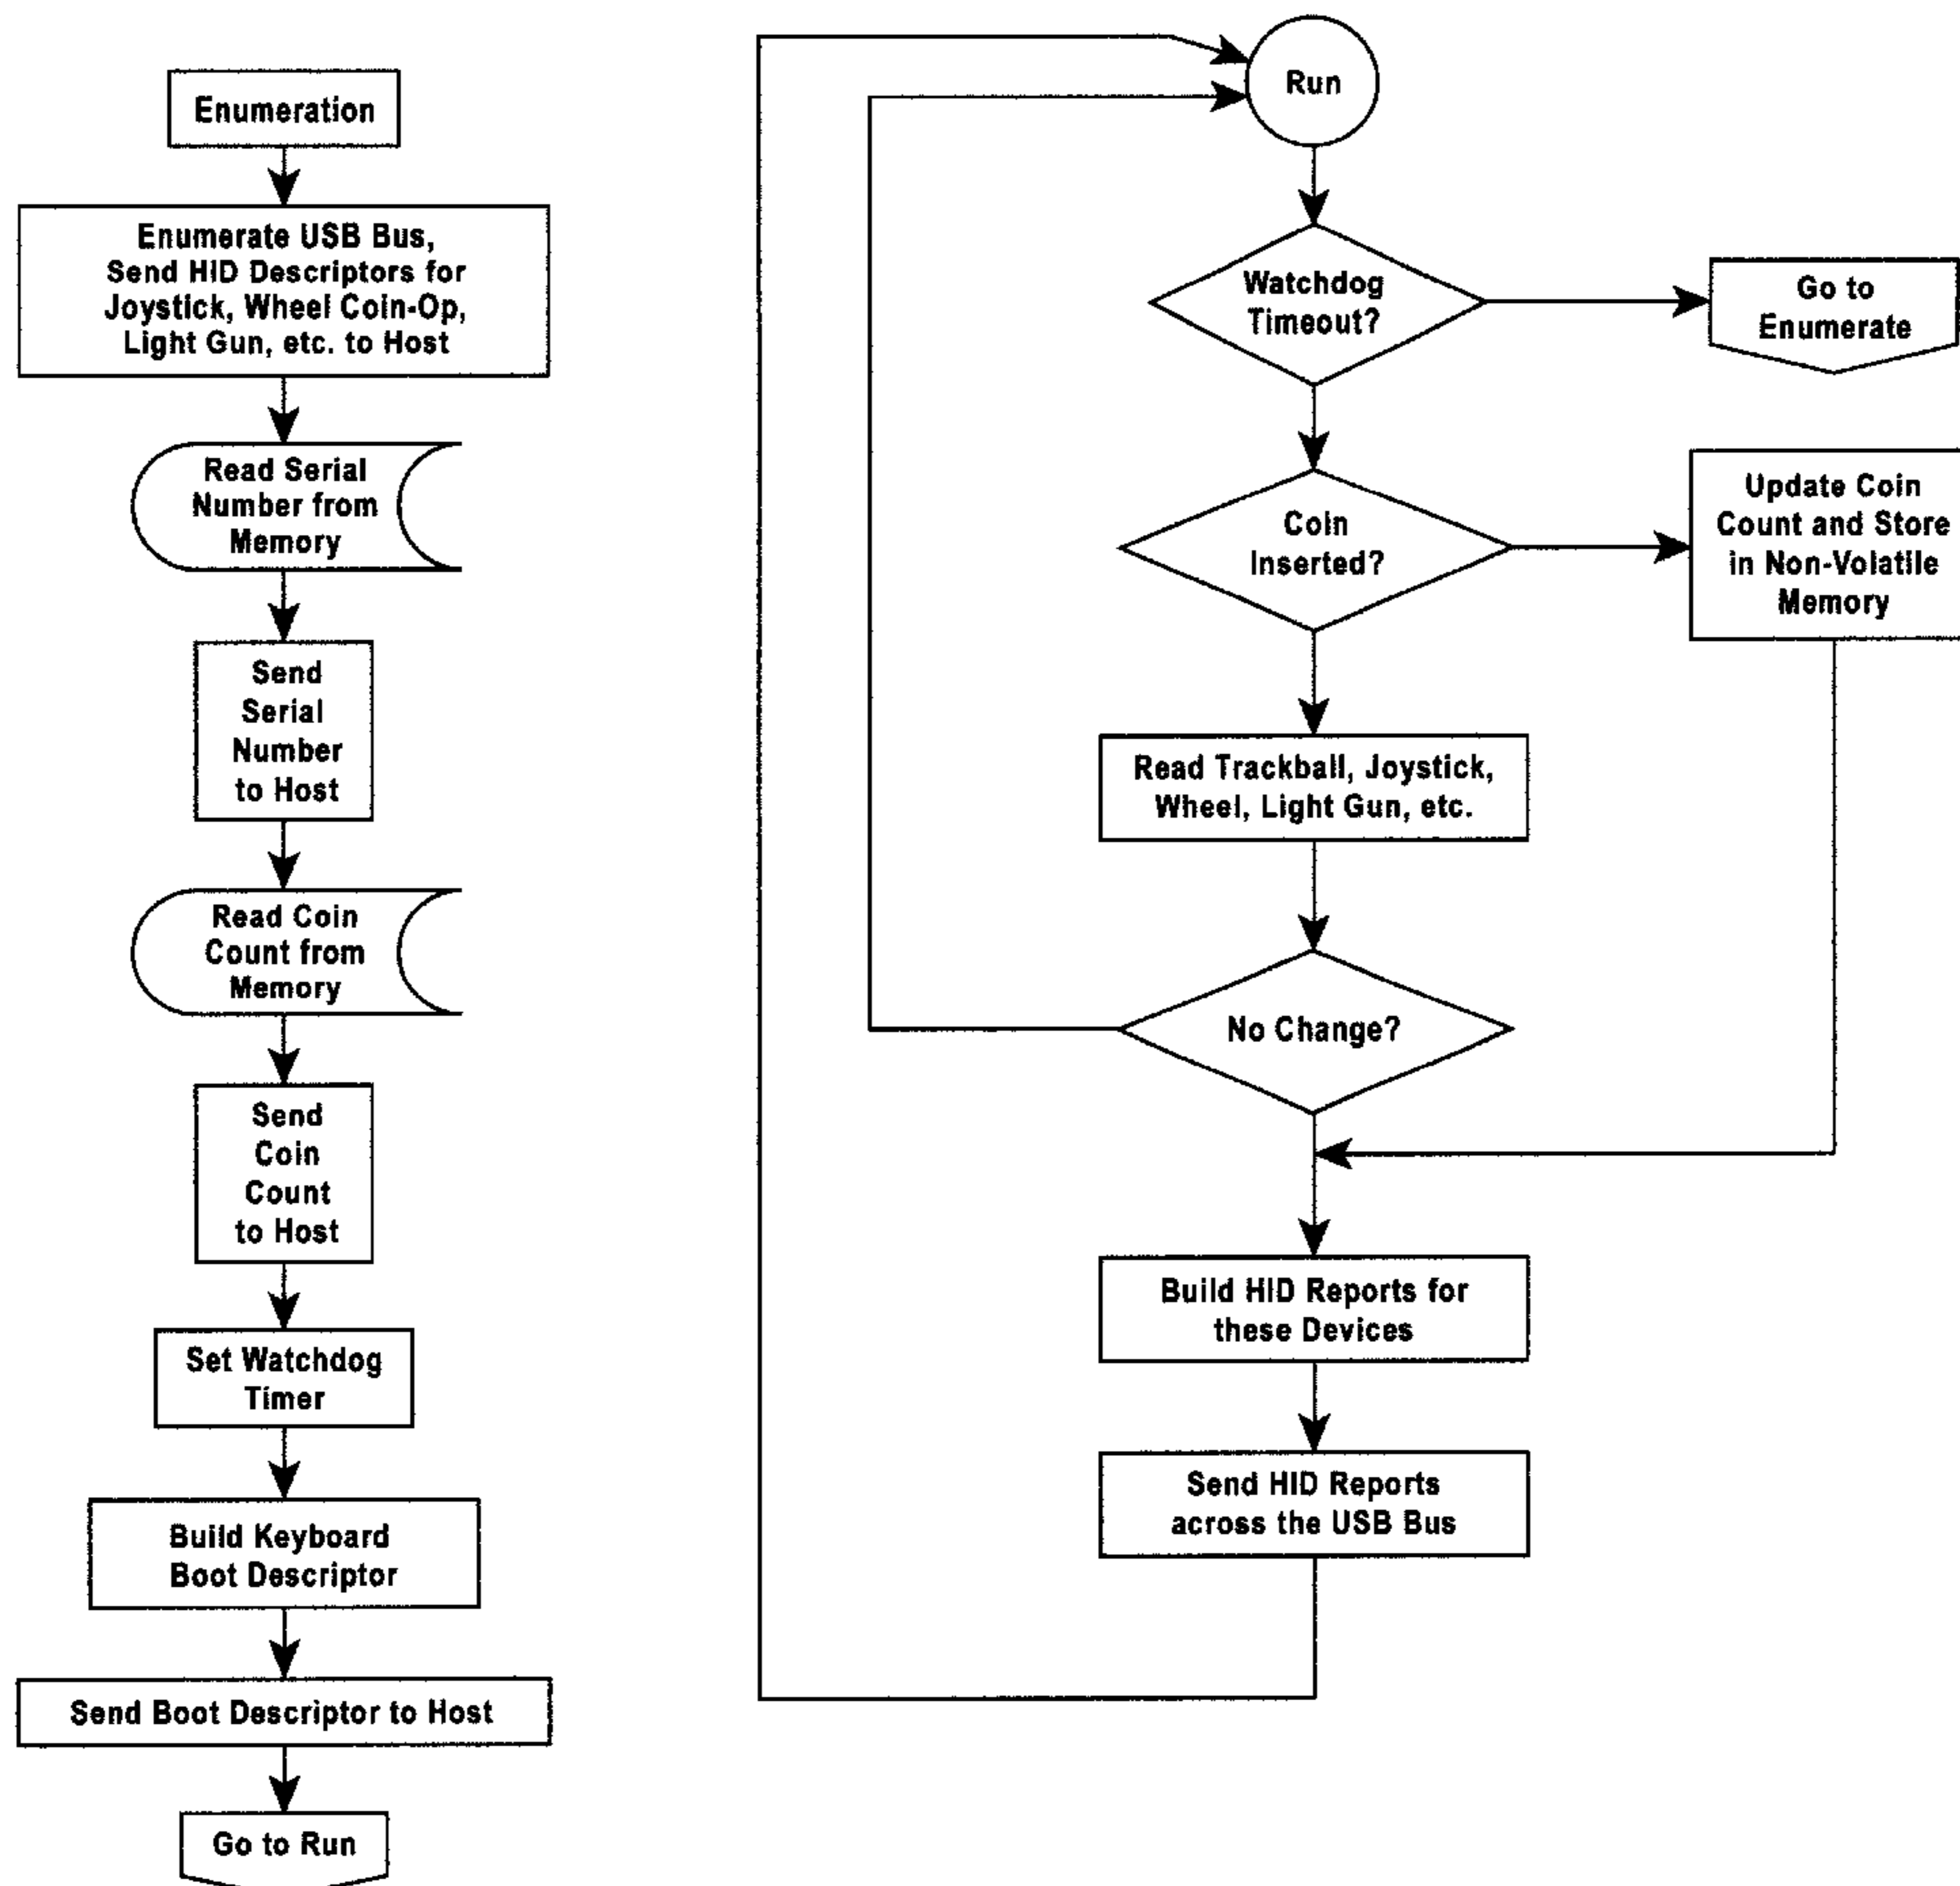 Enumeration
Enumerate USB Bus,
Send HID Descriptors for
Joystick, Wheel Coin-Op,
Light Gun, etc. to Host
Read Serial
Number from
Memory
Send
Serial
Number
to Host
Read Coin
Count from
Memory
Send
Coin
Count
to Host
Set Watchdog
Timer
Build Keyboard
Boot Descriptor
Send Boot Descriptor to Host
Go to Run
Run
Watchdog
Timeout?
Go to
Enumerate
Coin
Inserted?
Update Coin
Count and Store
in Non-Volatile
Memory
Read Trackball, Joystick,
Wheel, Light Gun, etc.
No Change?
Build HID Reports for
these Devices
Send HID Reports
across the USB Bus